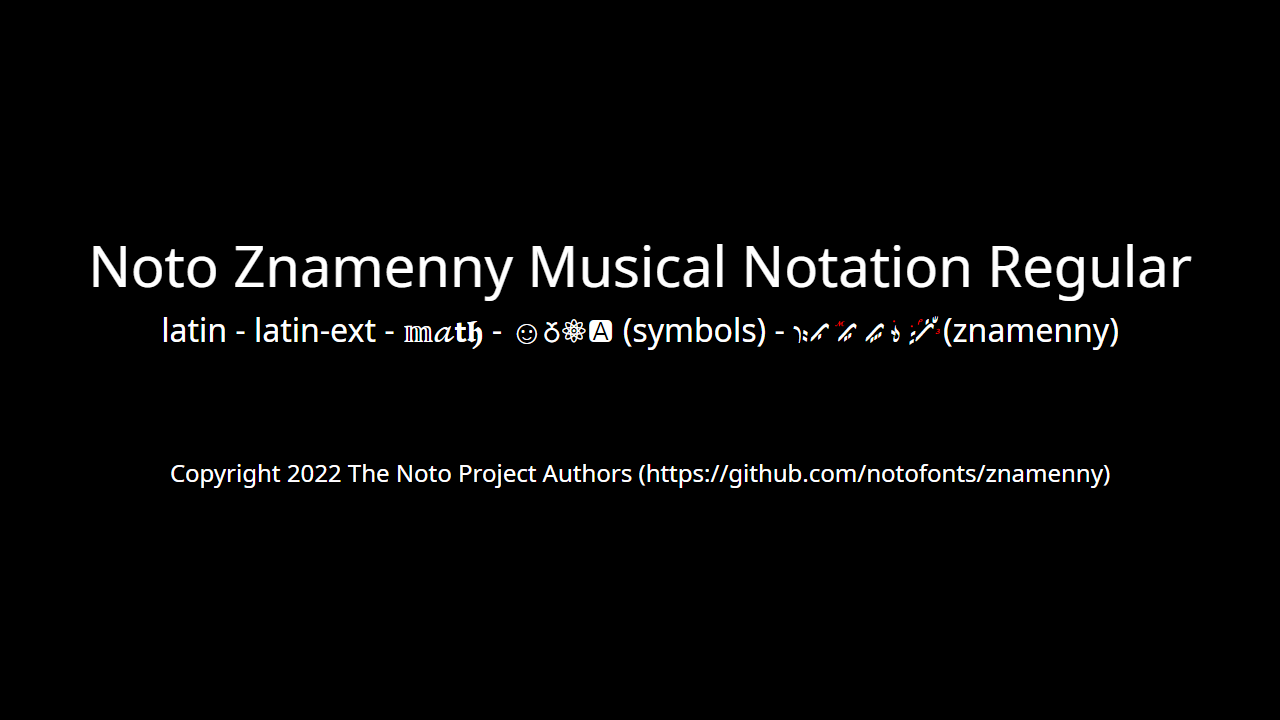 Noto Znamenny Musical Notation Regular
latin - latin-ext - 𝕞𝒶𝐭𝖍 - ☺♁⚛🅰 (symbols) - (znamenny)
Copyright 2022 The Noto Project Authors (https://github.com/notofonts/znamenny)